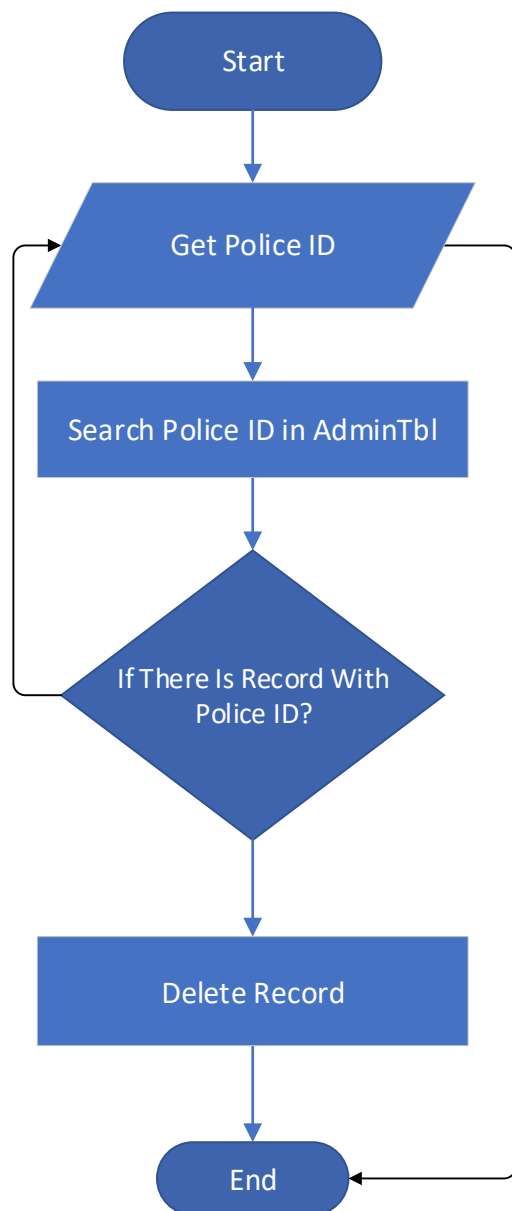 Start
Get Police ID
Search Police ID in AdminTbl
If There Is Record With
Police ID?
Delete Record
End